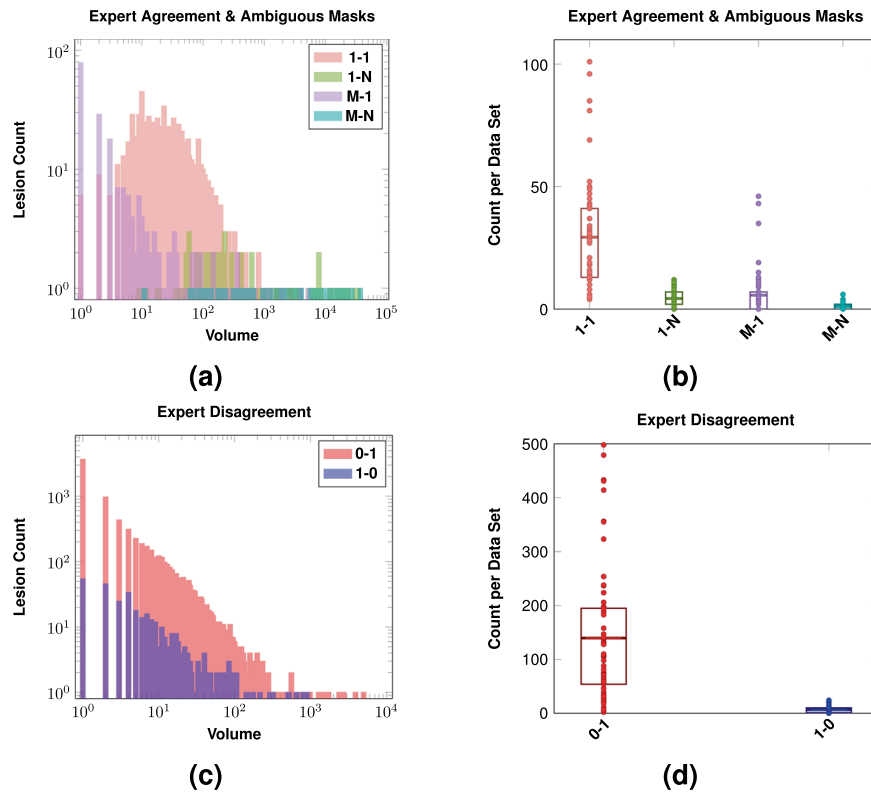 Expert Agreement & Ambiguous Masks
10^2
10^1
10^0
Lesion Count
1-1
1-N
M-1
M-N
10^0 10^1 10^2 10^3 10^4 10^5
Volume
(a)
Expert Agreement & Ambiguous Masks
100
50
0
Count per Data Set
1-1 1-N M-1 M-N
(b)
Expert Disagreement
10^3
10^2
10^1
10^0
Lesion Count
0-1
1-0
10^0 10^1 10^2 10^3 10^4
Volume
(c)
Expert Disagreement
500
400
300
200
100
0
Count per Data Set
0-1 1-0
(d)